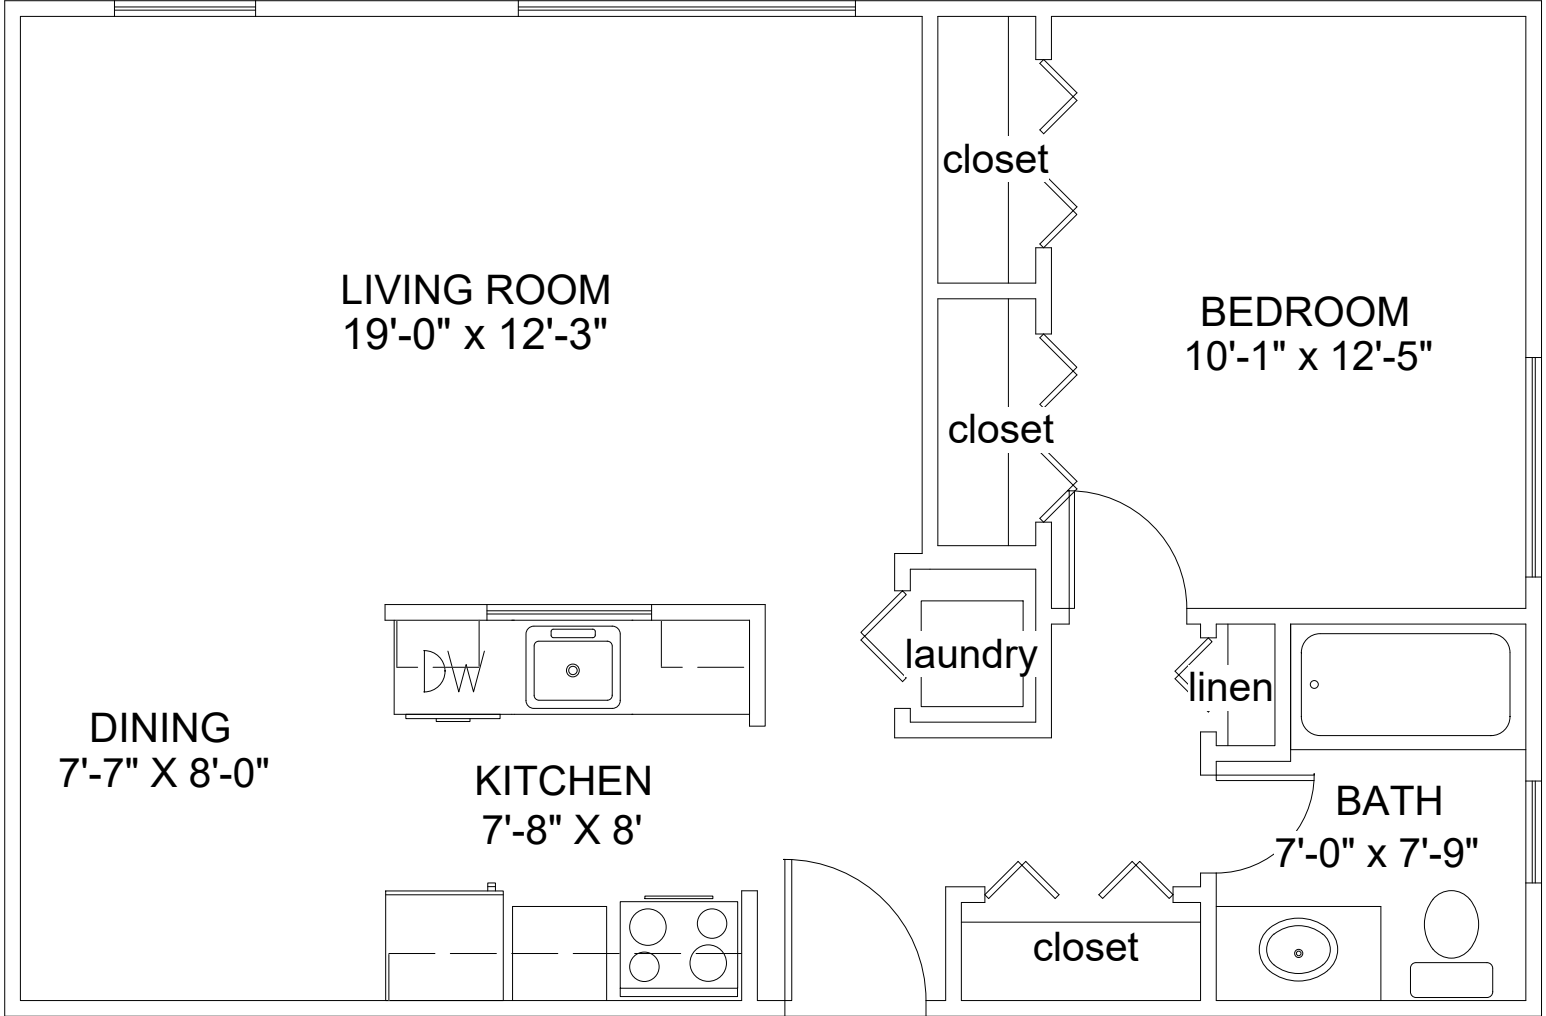 closet
LIVING ROOM
19'-0" x 12'-3"
BEDROOM
10'-1" x 12'-5"
closet
laundry
DW
linen
DINING
7'-7" X 8'-0"
KITCHEN
7'-8" X 8'
BATH
7'-0" x 7'-9"
closet